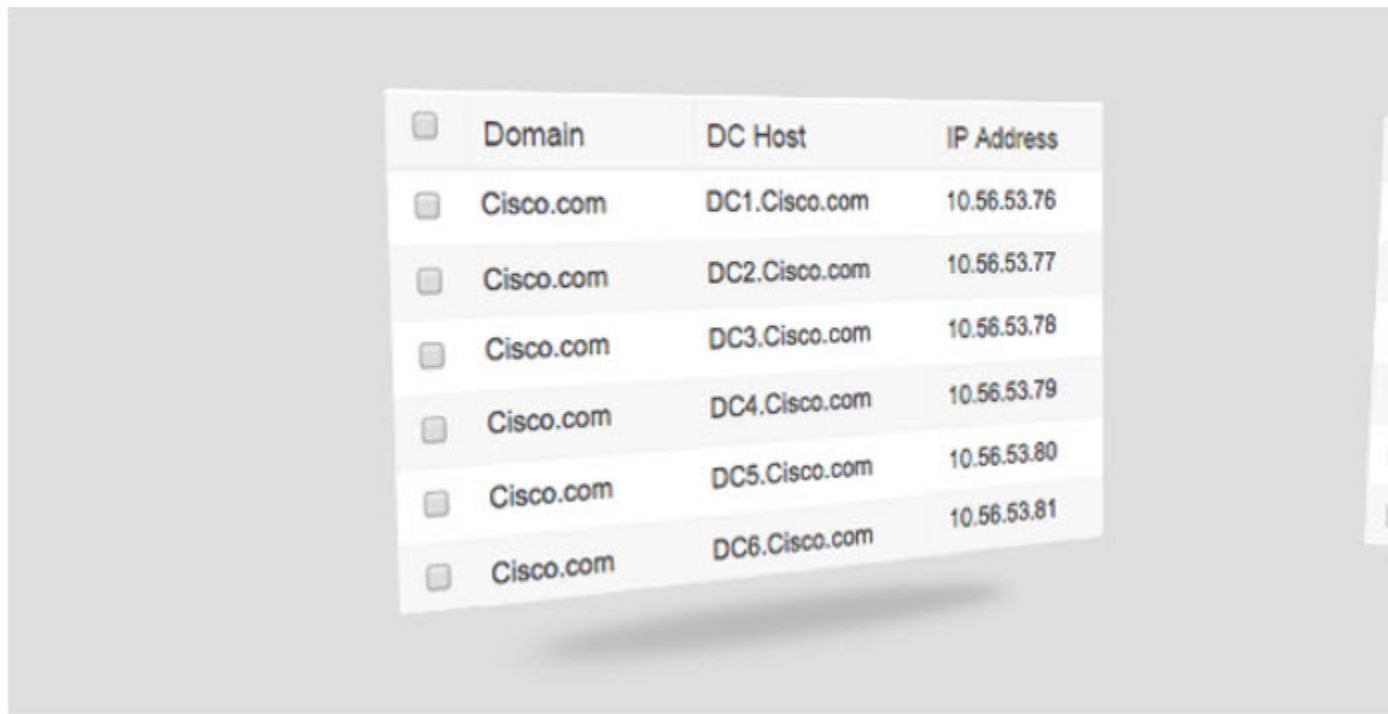 Domain DC Host IP Address
Cisco.com DC1.Cisco.com 10.56.53.76
Cisco.com DC2.Cisco.com 10.56.53.77
Cisco.com DC3.Cisco.com 10.56.53.78
Cisco.com DC4.Cisco.com 10.56.53.79
Cisco.com DC5.Cisco.com 10.56.53.80
Cisco.com DC6.Cisco.com 10.56.53.81